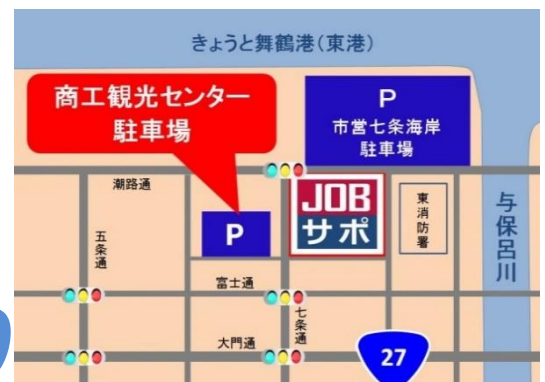 きょうと舞鶴港（東港）
商工観光センター
駐車場
P
市営七条海岸
駐車場
潮路通
JOB
サポ
東消防署
与保呂川
五条通
P
富士通
七条通
大門通
27